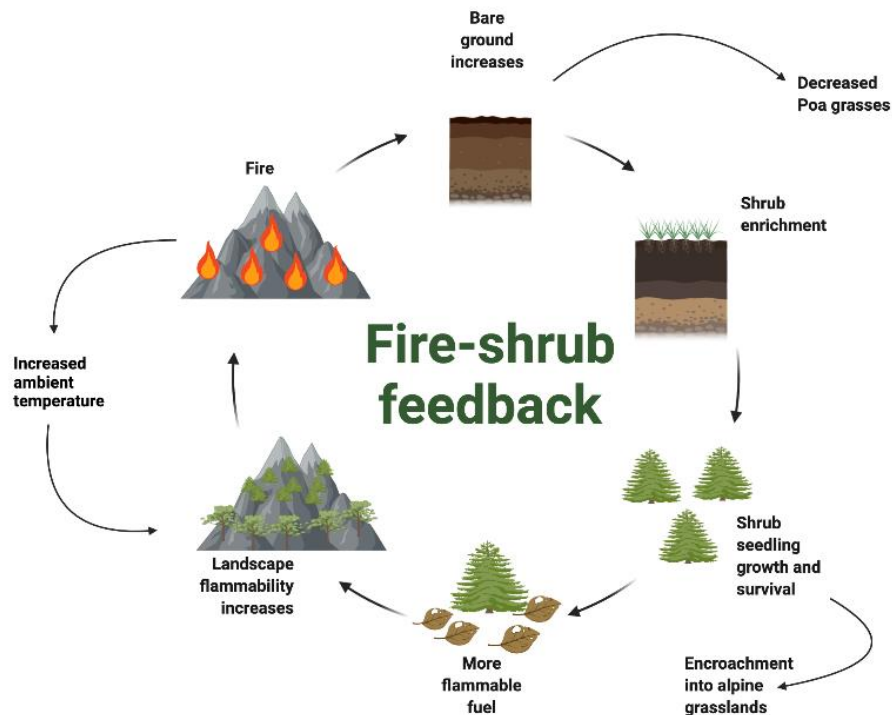 Bare
ground
increases
Decreased
Poa grasses
Fire
Shrub
enrichment
Fire-shrub
feedback
Increased
ambient
temperature
Shrub
seedling
growth and
survival
Landscape
flammability
increases
More
flammable
fuel
Encroachment
into alpine
grasslands